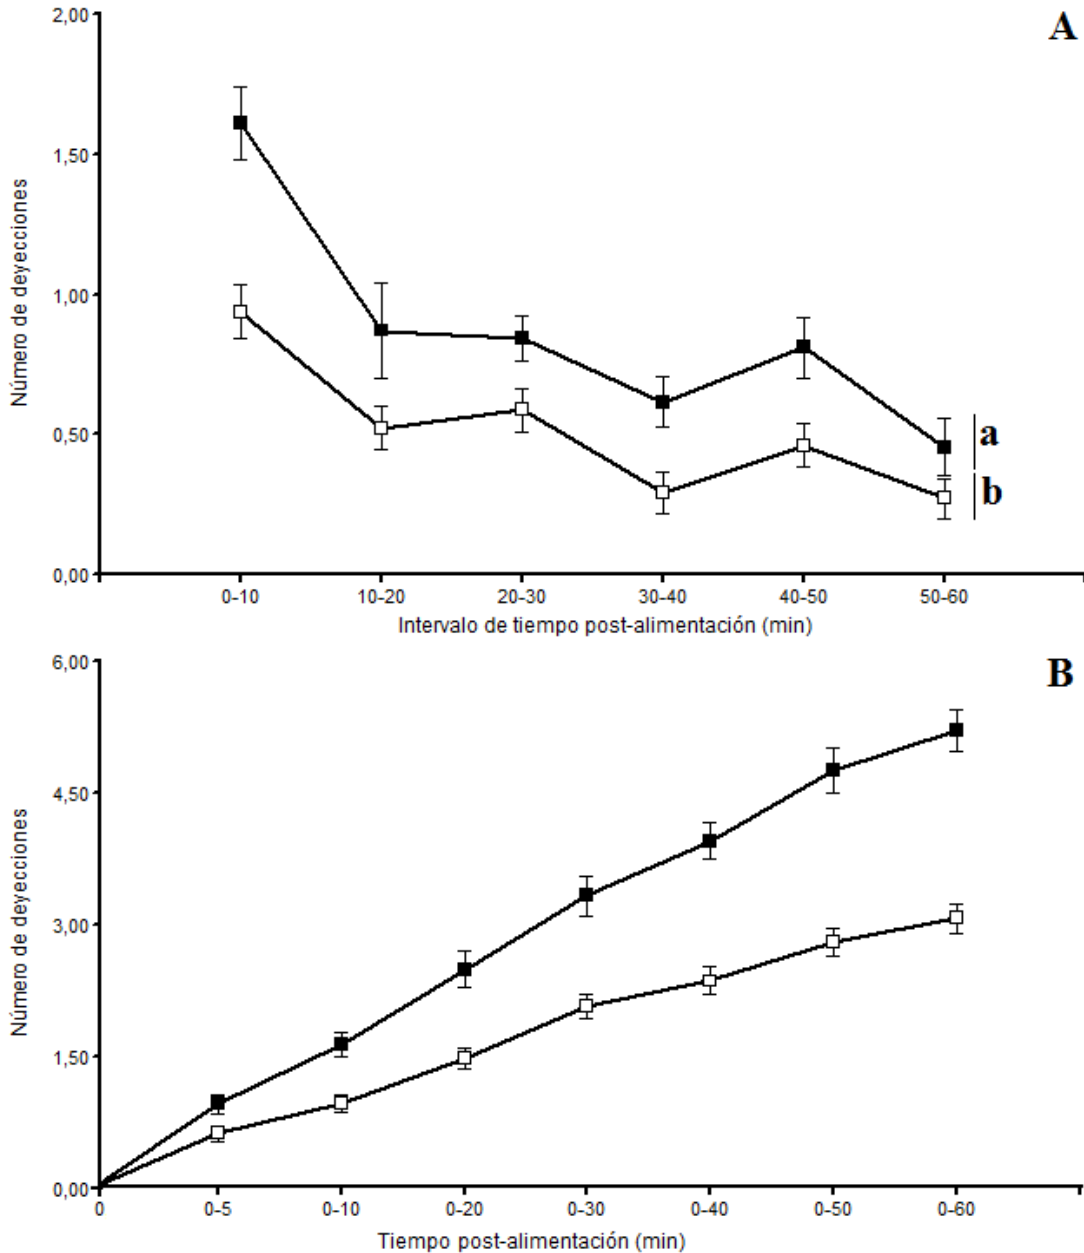 A
2,00
1,50
1,00
0,50
0,00
Número de deyecciones
a
b
0-10 10-20 20-30 30-40 40-50 50-60
Intervalo de tiempo post-alimentación (min)
B
6,00
4,50
3,00
1,50
0,00
Número de deyecciones
0 0-5 0-10 0-20 0-30 0-40 0-50 0-60
Tiempo post-alimentación (min)